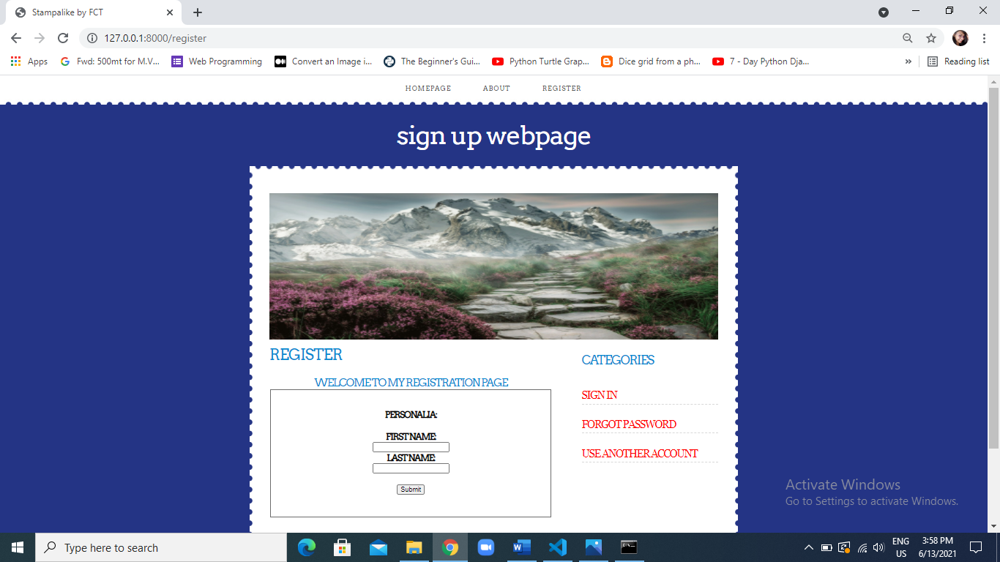 Stampalike by FCT
127.0.0.1:8000/register
Apps Fwd: 500mt for M.V... Web Programming Convert an Image i... The Beginner's Gui... Python Turtle Grap... Dice grid from a ph... 7 - Day Python Dja... » Reading list
HOMEPAGE ABOUT REGISTER
sign up webpage
REGISTER
WELCOME TO MY REGISTRATION PAGE
PERSONALIA:
FIRST NAME:
LAST NAME:
Submit
CATEGORIES
SIGN IN
FORGOT PASSWORD
USE ANOTHER ACCOUNT
Activate Windows
Go to Settings to activate Windows.
Type here to search
ENG
US
3:58 PM
6/13/2021